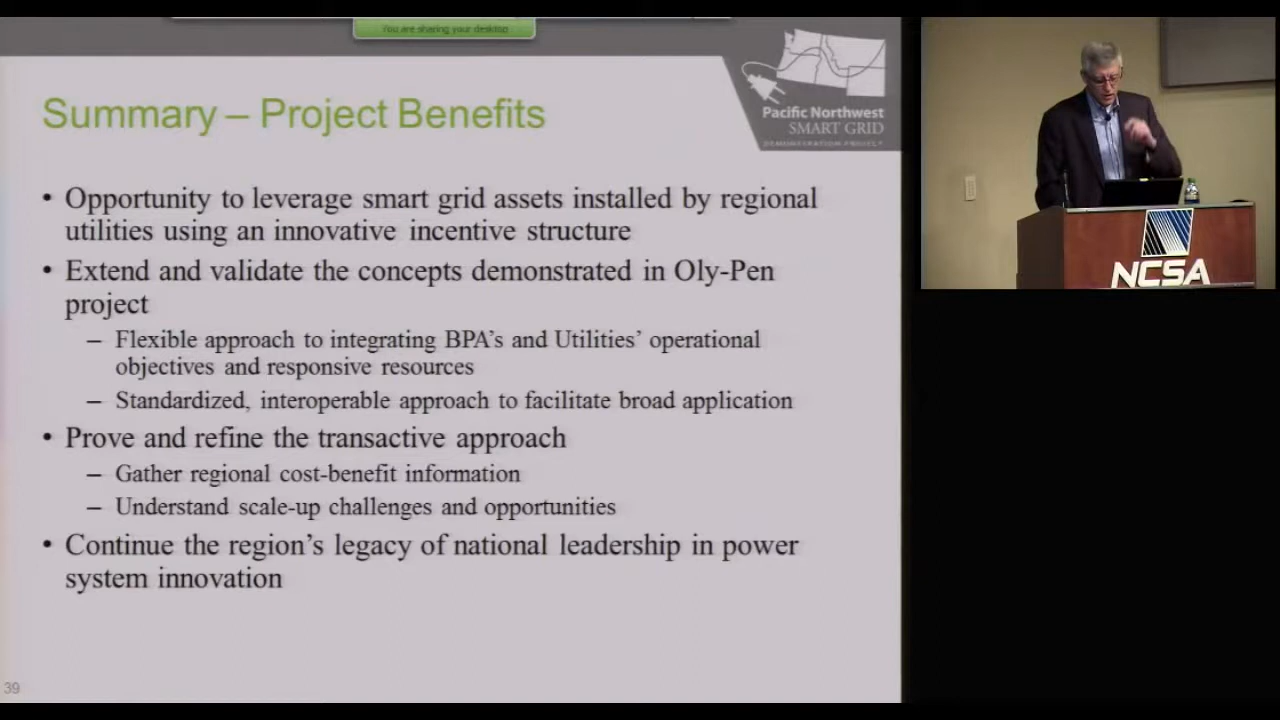 You are sharing your desktop
Pacific Northwest
SMART GRID
DEMONSTRATION PROJECT
Summary – Project Benefits
• Opportunity to leverage smart grid assets installed by regional
utilities using an innovative incentive structure
• Extend and validate the concepts demonstrated in Oly-Pen
project
– Flexible approach to integrating BPA's and Utilities' operational
objectives and responsive resources
– Standardized, interoperable approach to facilitate broad application
• Prove and refine the transactive approach
– Gather regional cost-benefit information
– Understand scale-up challenges and opportunities
• Continue the region's legacy of national leadership in power
system innovation
39
NCSA